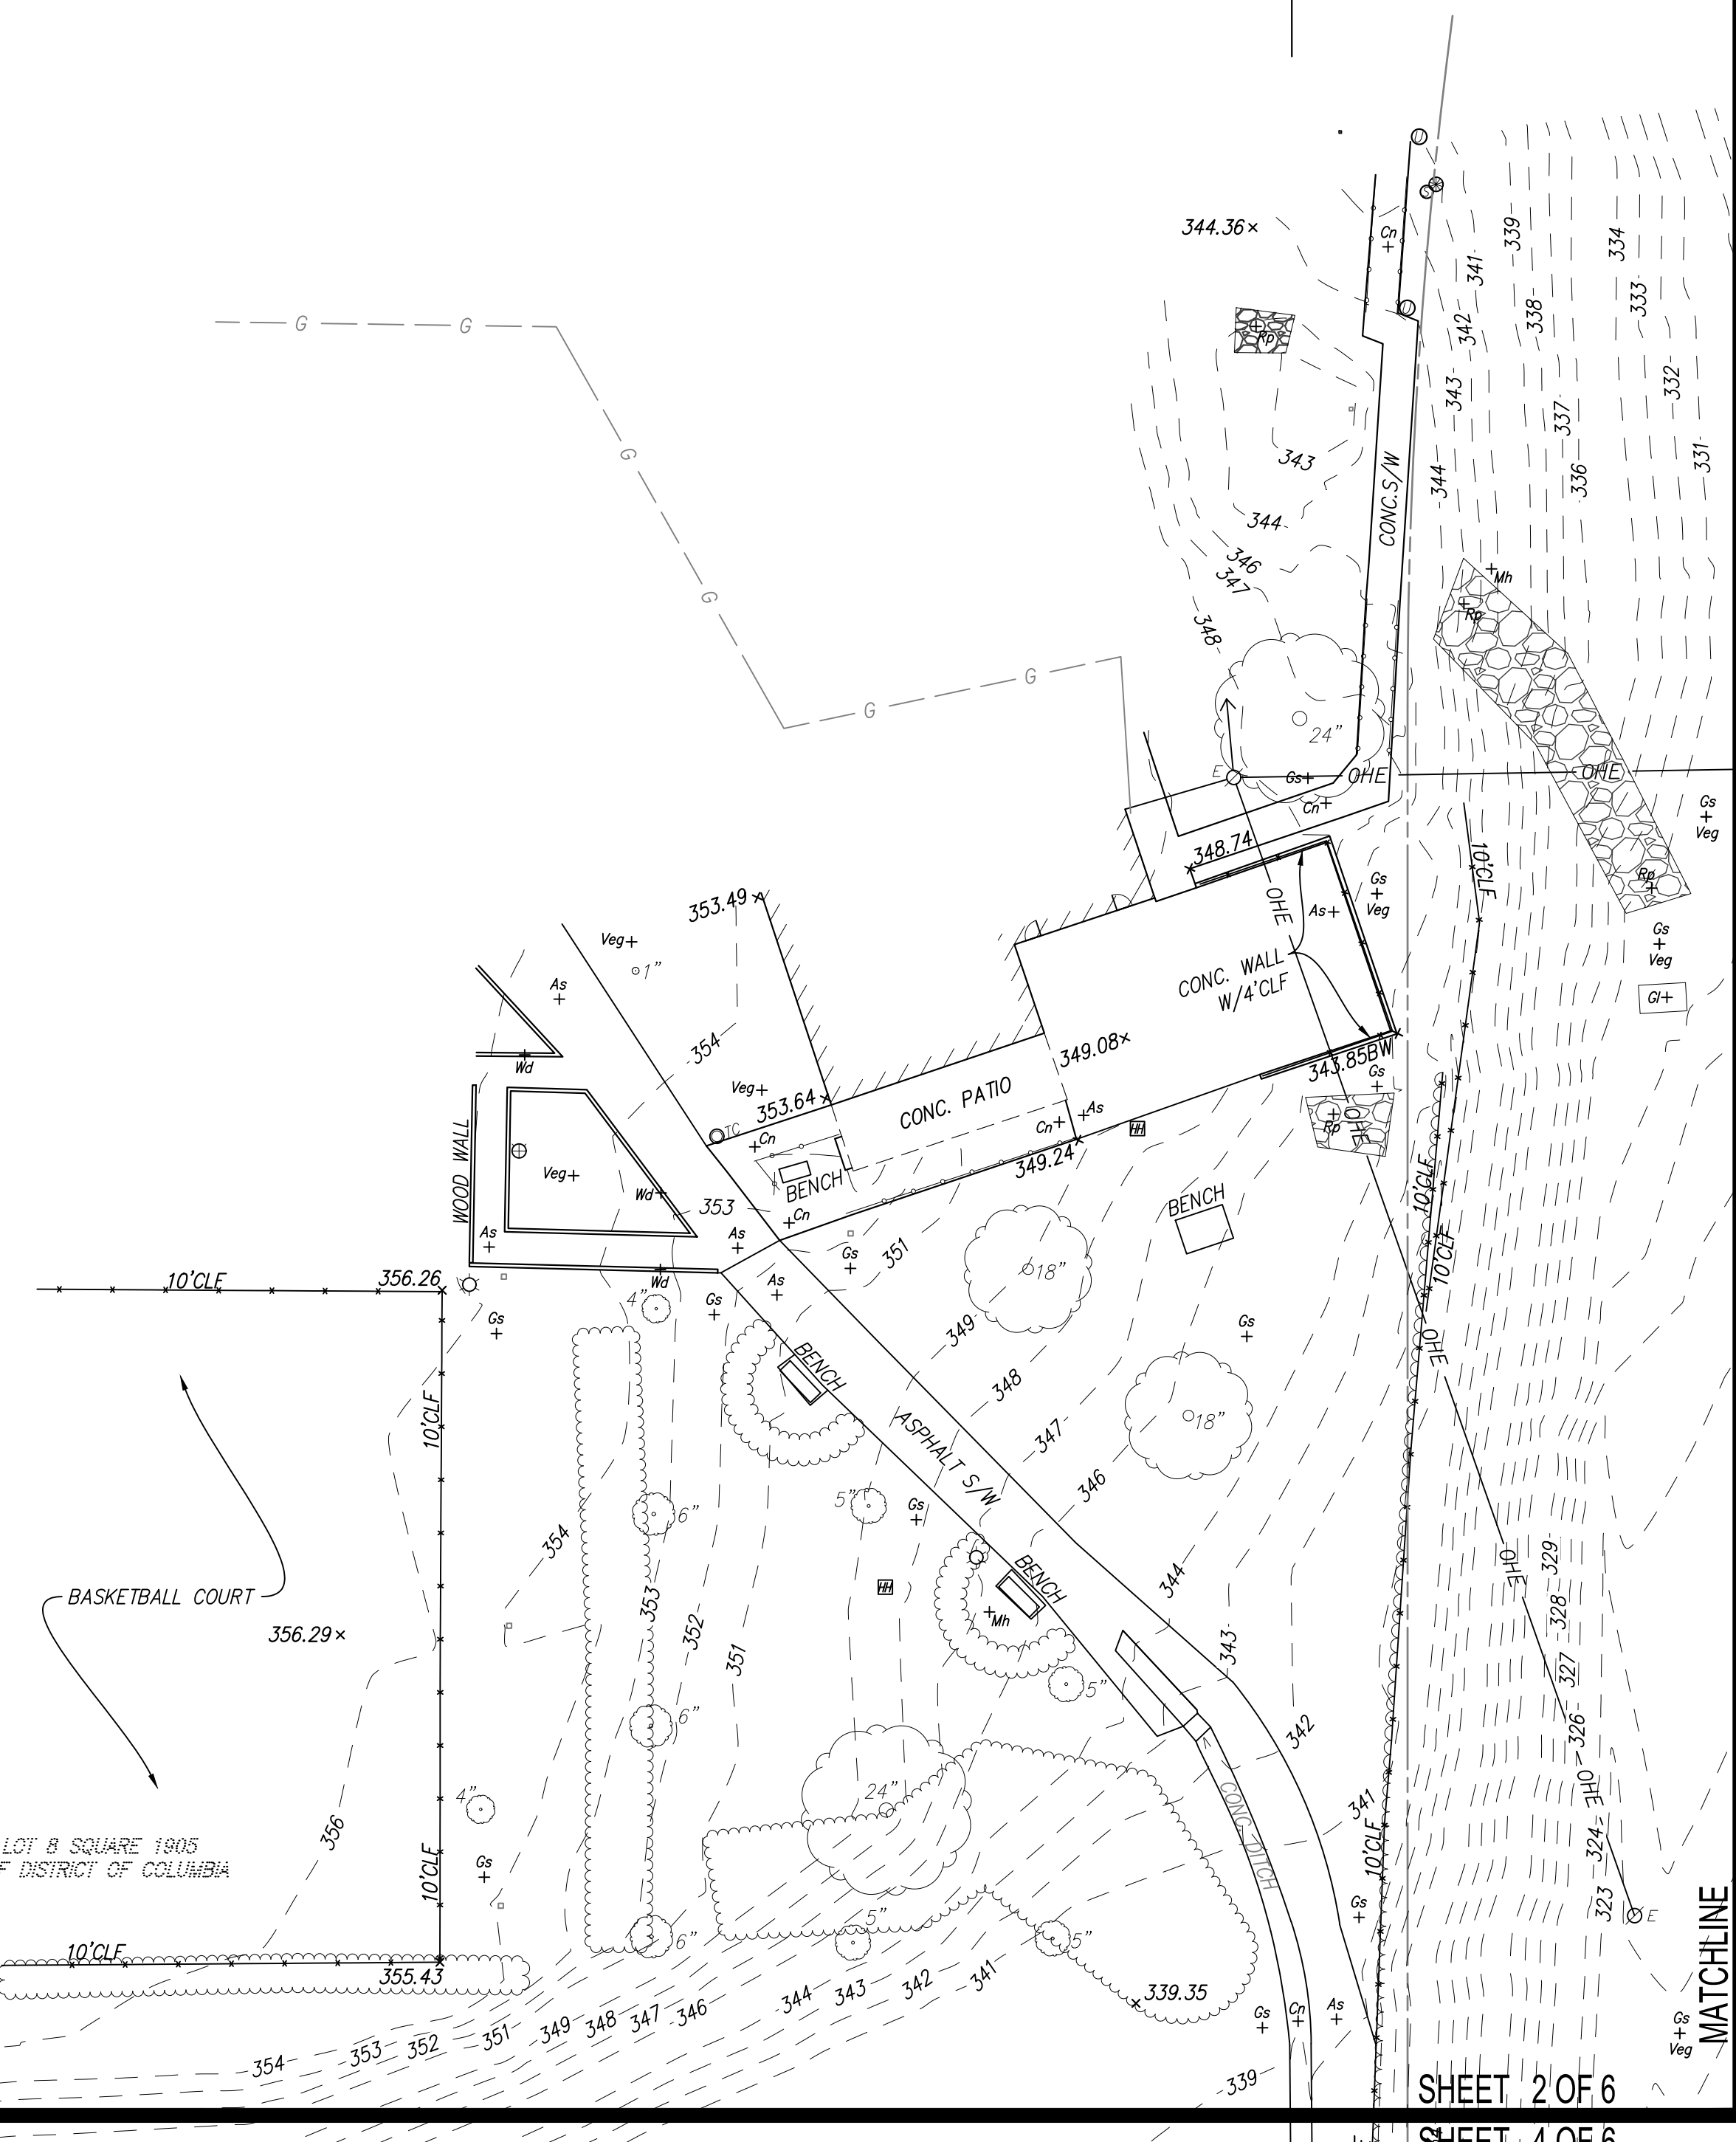 U
S
344.36×
Cn
339
334
341
333
338
342
U
G
G
Rp
332
343
337
G
343
CONC.S/W
331
344
336
344
346
347
Mh
G
Rp
348
G
G
24"
E
Gs
OHE
OHE
Cn
Gs
Veg
348.74
10'CLF
353.49
OHE
As
Gs
Veg
Rp
Veg
1"
Gs
Veg
As
CONC. WALL
W/4'CLF
Gl
354
349.08×
343.85BW
Wd
Gs
Veg
353.64
CONC. PATIO
As
TC
Cn
Cn
HH
Rp
OHE
WOOD WALL
Veg
Wd
BENCH
349.24
10'CLF
353
Cn
BENCH
As
As
Gs
351
10'CLF
10'CLF
356.26
Wd
As
18"
4"
Gs
Gs
349
Gs
OHE
BENCH
348
10'CLF
ASPHALT S/W
347
18"
346
5"
Gs
6"
354
344
OHE
329
BASKETBALL COURT
HH
BENCH
353
Mh
328
356.29×
352
351
343
327
5"
6"
342
326
4"
24"
OHE
341
356
CONC. DITCH
LOT 8 SQUARE 1905
F DISTRICT OF COLUMBIA
10'CLF
Gs
10'CLF
324
Gs
323
E
5"
6"
5"
10'CLF
355.43
MATCHLINE
344
343
342
341
339.35
Gs
Cn
As
349
348
347
346
354
353
352
351
Gs
Veg
339
SHEET 2 OF 6
SHEET 4 OF 6